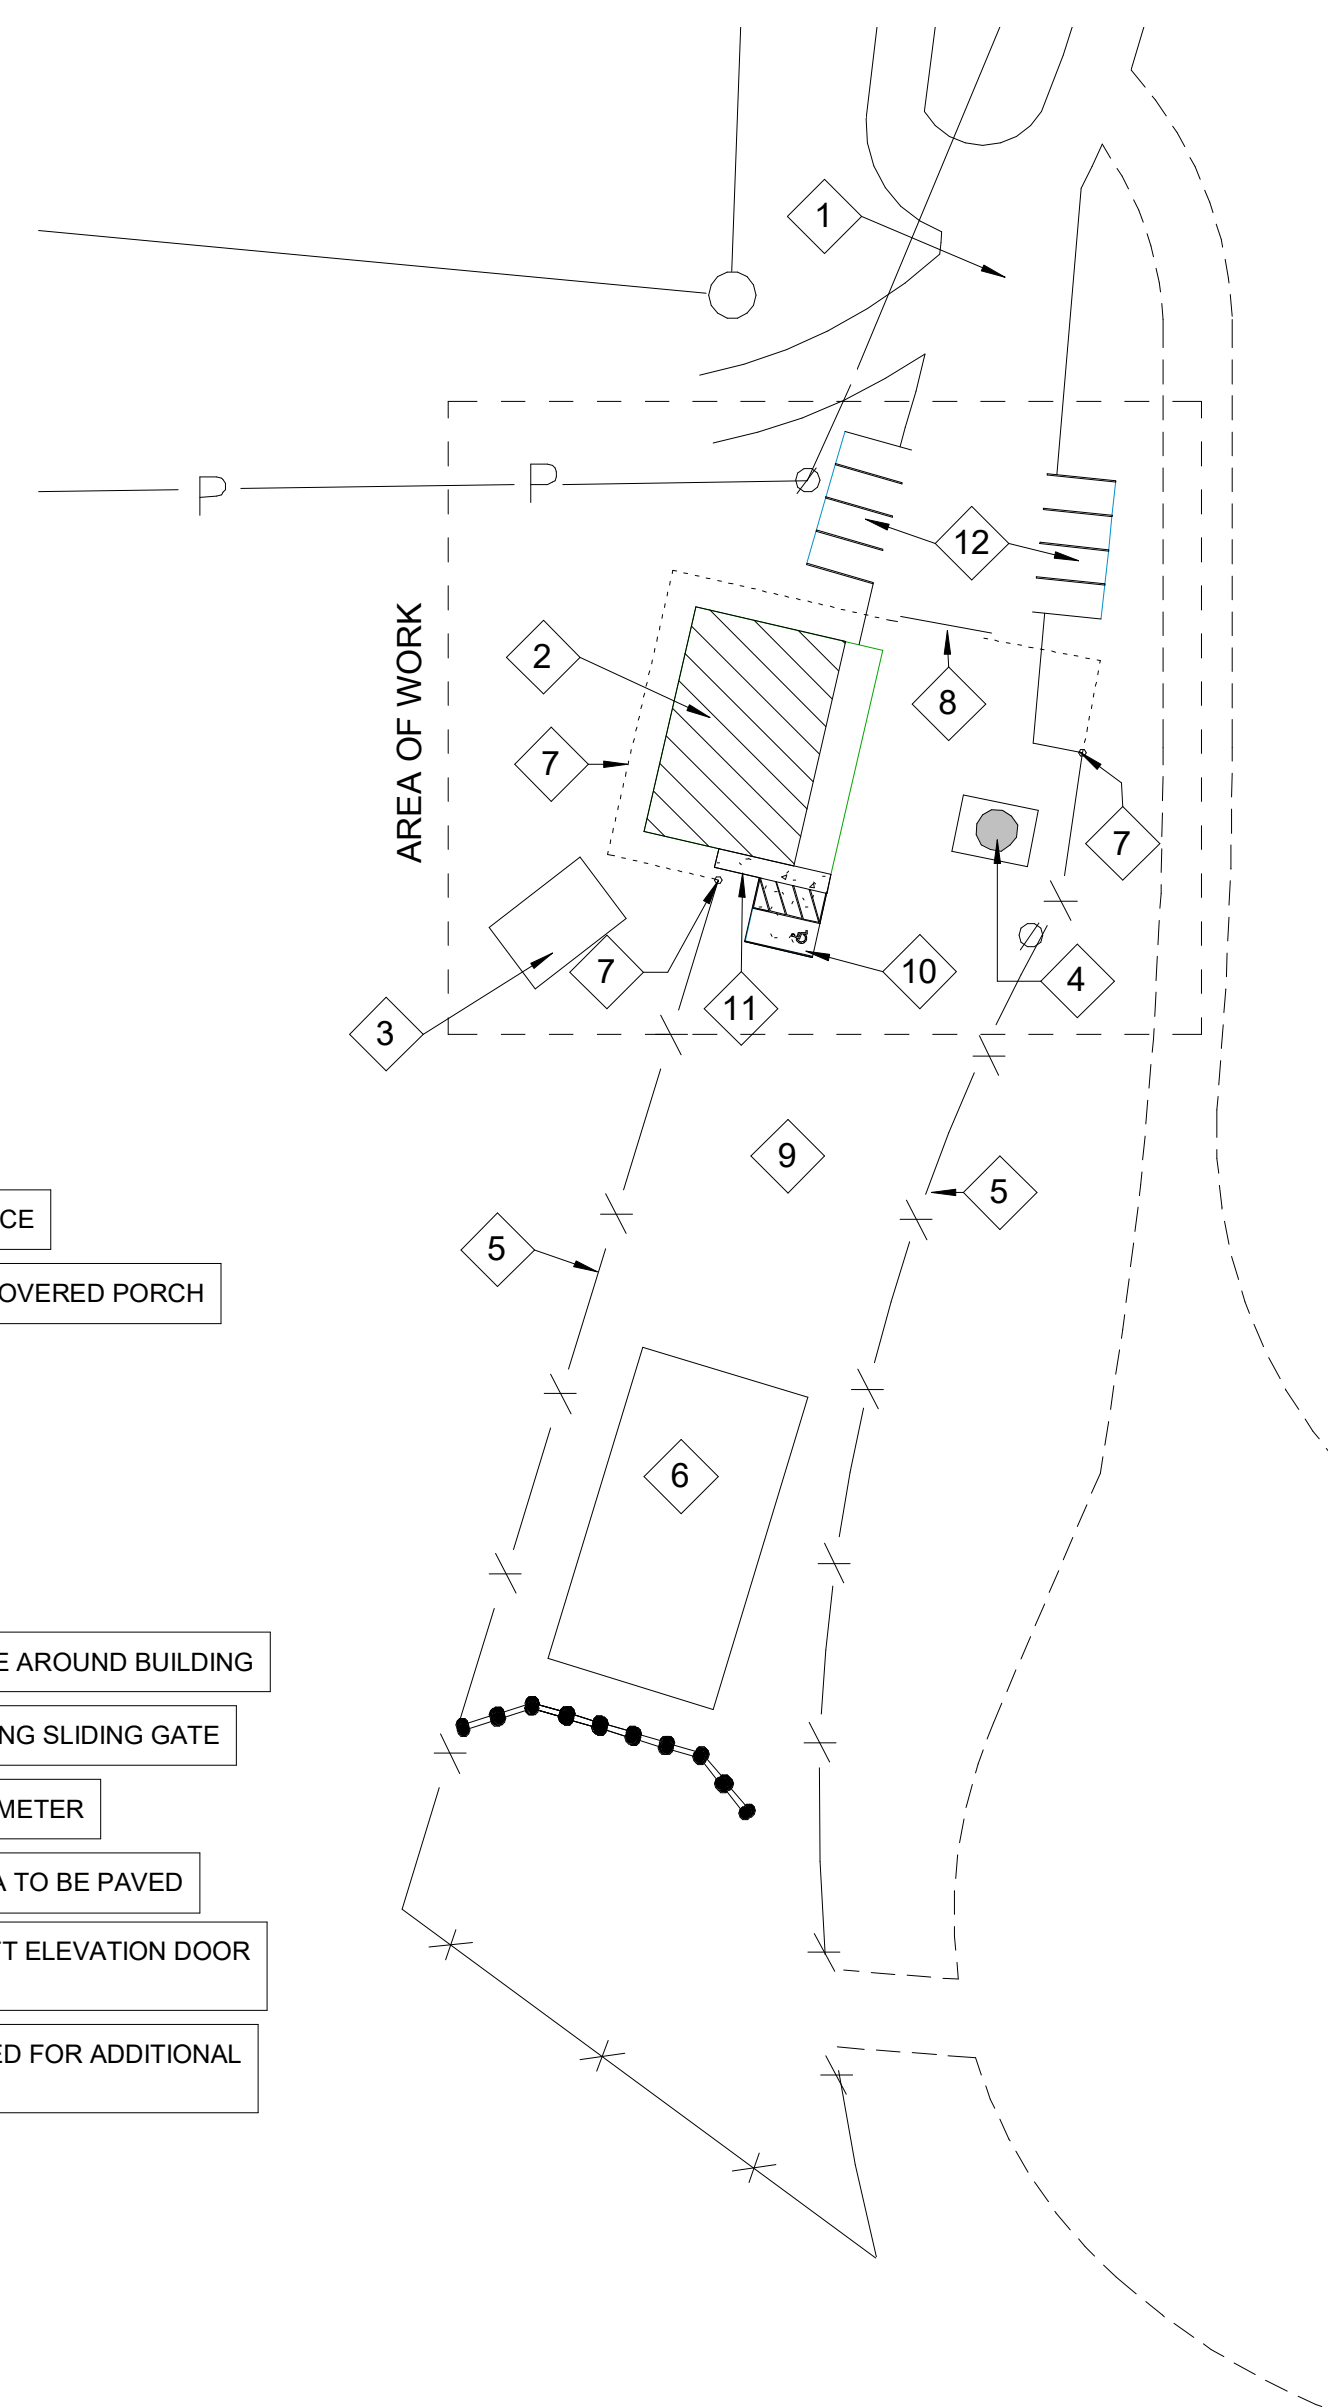 1
P
P
12
AREA OF WORK
2
8
7
7
7
10
4
11
3
9
5
CE
5
OVERED PORCH
6
E AROUND BUILDING
NG SLIDING GATE
METER
A TO BE PAVED
FT ELEVATION DOOR
ED FOR ADDITIONAL